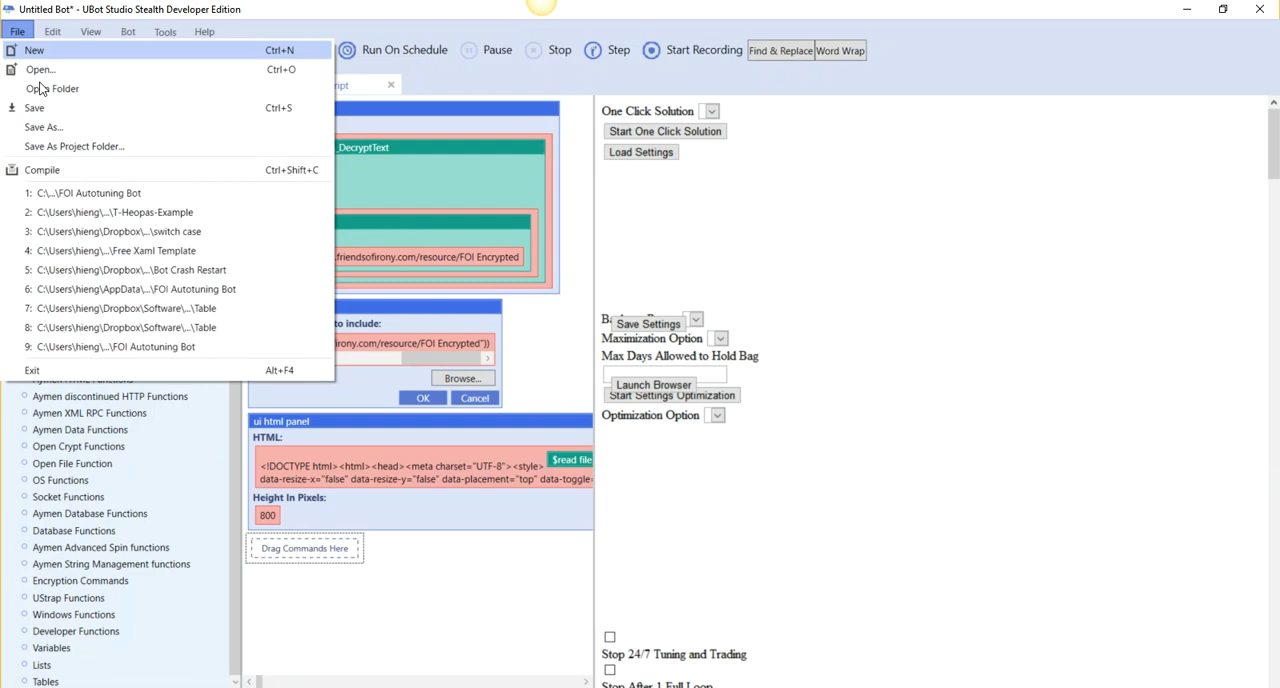 Untitled Bot* - UBot Studio Stealth Developer Edition
File Edit View Bot Tools Help
New Ctrl+N
Open... Ctrl+O
Folder
Save Ctrl+S
Save As...
Save As Project Folder...
Compile Ctrl+Shift+C
1: C:\...\FOI Autotuning Bot
2: C:\Users\hieng\...\T-Heopas-Example
3: C:\Users\hieng\Dropbox\...\switch case
4: C:\Users\hieng\...\Free Xaml Template
5: C:\Users\hieng\Dropbox\...\Bot Crash Restart
6: C:\Users\hieng\AppData\...\FOI Autotuning Bot
7: C:\Users\hieng\Dropbox\Software\...\Table
8: C:\Users\hieng\Dropbox\Software\...\Table
9: C:\Users\hieng\...\FOI Autotuning Bot
Exit Alt+F4
Aymen discontinued HTTP Functions
Aymen XML RPC Functions
Aymen Data Functions
Open Crypt Functions
Open File Function
OS Functions
Socket Functions
Aymen Database Functions
Database Functions
Aymen Advanced Spin functions
Aymen String Management functions
Encryption Commands
UStrap Functions
Windows Functions
Developer Functions
Variables
Lists
Tables
Run On Schedule Pause Stop Step Start Recording Find & Replace Word Wrap
ript
_DecryptText
.friendsofirony.com/resource/FOI Encrypted
to include:
irony.com/resource/FOI Encrypted"))
Browse...
OK Cancel
ui html panel
HTML:
$read file
<!DOCTYPE html><html><head><meta charset="UTF-8"><style>
data-resize-x="false" data-resize-y="false" data-placement="top" data-toggle=
Height In Pixels:
800
Drag Commands Here
One Click Solution
Start One Click Solution
Load Settings
Save Settings
Maximization Option
Max Days Allowed to Hold Bag
Launch Browser
Start Settings Optimization
Optimization Option
Stop 24/7 Tuning and Trading
Stop After 1 Full Loop